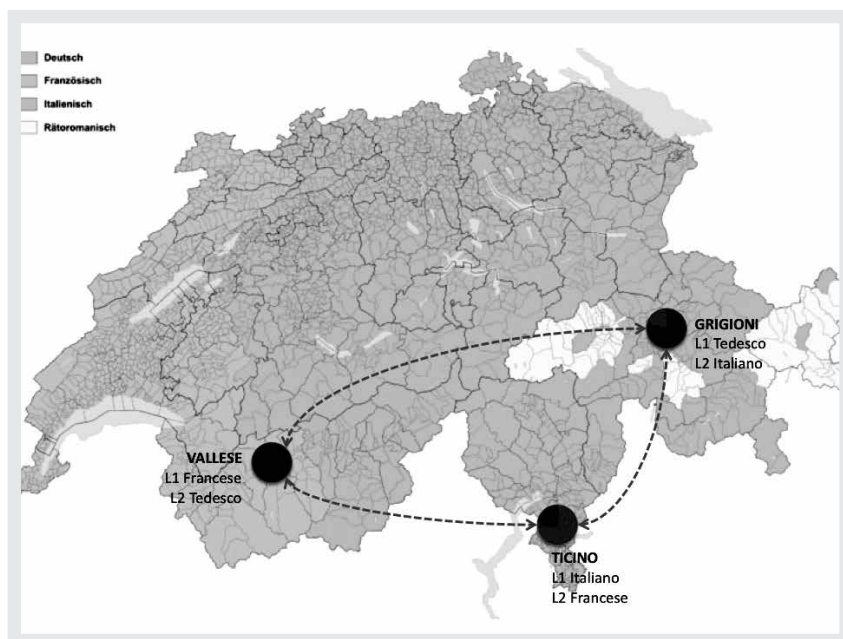 Deutsch
Französisch
Italienisch
Rätoromanisch
GRIGIONI
L1 Tedesco
L2 Italiano
VALLESE
L1 Francese
L2 Tedesco
TICINO
L1 Italiano
L2 Francese